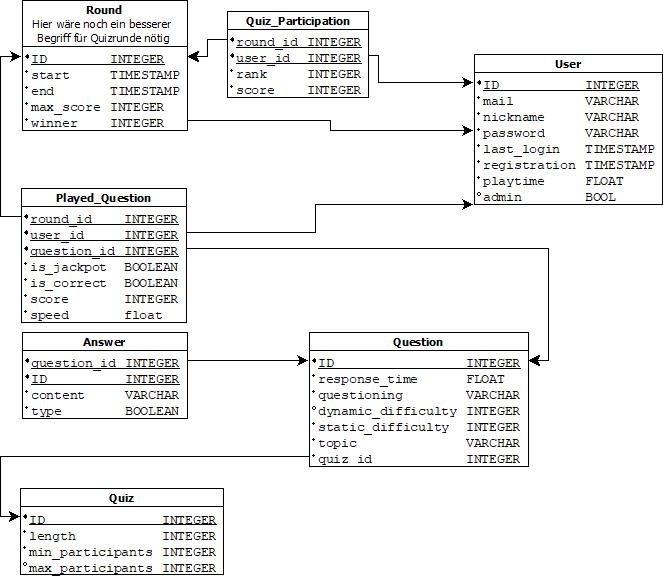 Round
Hier wäre noch ein besserer
Begriff für Quizrunde nötig
ID INTEGER
start TIMESTAMP
end TIMESTAMP
max_score INTEGER
winner INTEGER
Quiz_Participation
round_id INTEGER
user_id INTEGER
rank INTEGER
score INTEGER
User
ID INTEGER
mail VARCHAR
nickname VARCHAR
password VARCHAR
last_login TIMESTAMP
registration TIMESTAMP
playtime FLOAT
admin BOOL
Played_Question
round_id INTEGER
user_id INTEGER
question_id INTEGER
is_jackpot BOOLEAN
is_correct BOOLEAN
score INTEGER
speed float
Answer
question_id INTEGER
ID INTEGER
content VARCHAR
type BOOLEAN
Question
ID INTEGER
response_time FLOAT
questioning VARCHAR
dynamic_difficulty INTEGER
static_difficulty INTEGER
topic VARCHAR
quiz_id INTEGER
Quiz
ID INTEGER
length INTEGER
min_participants INTEGER
max_participants INTEGER